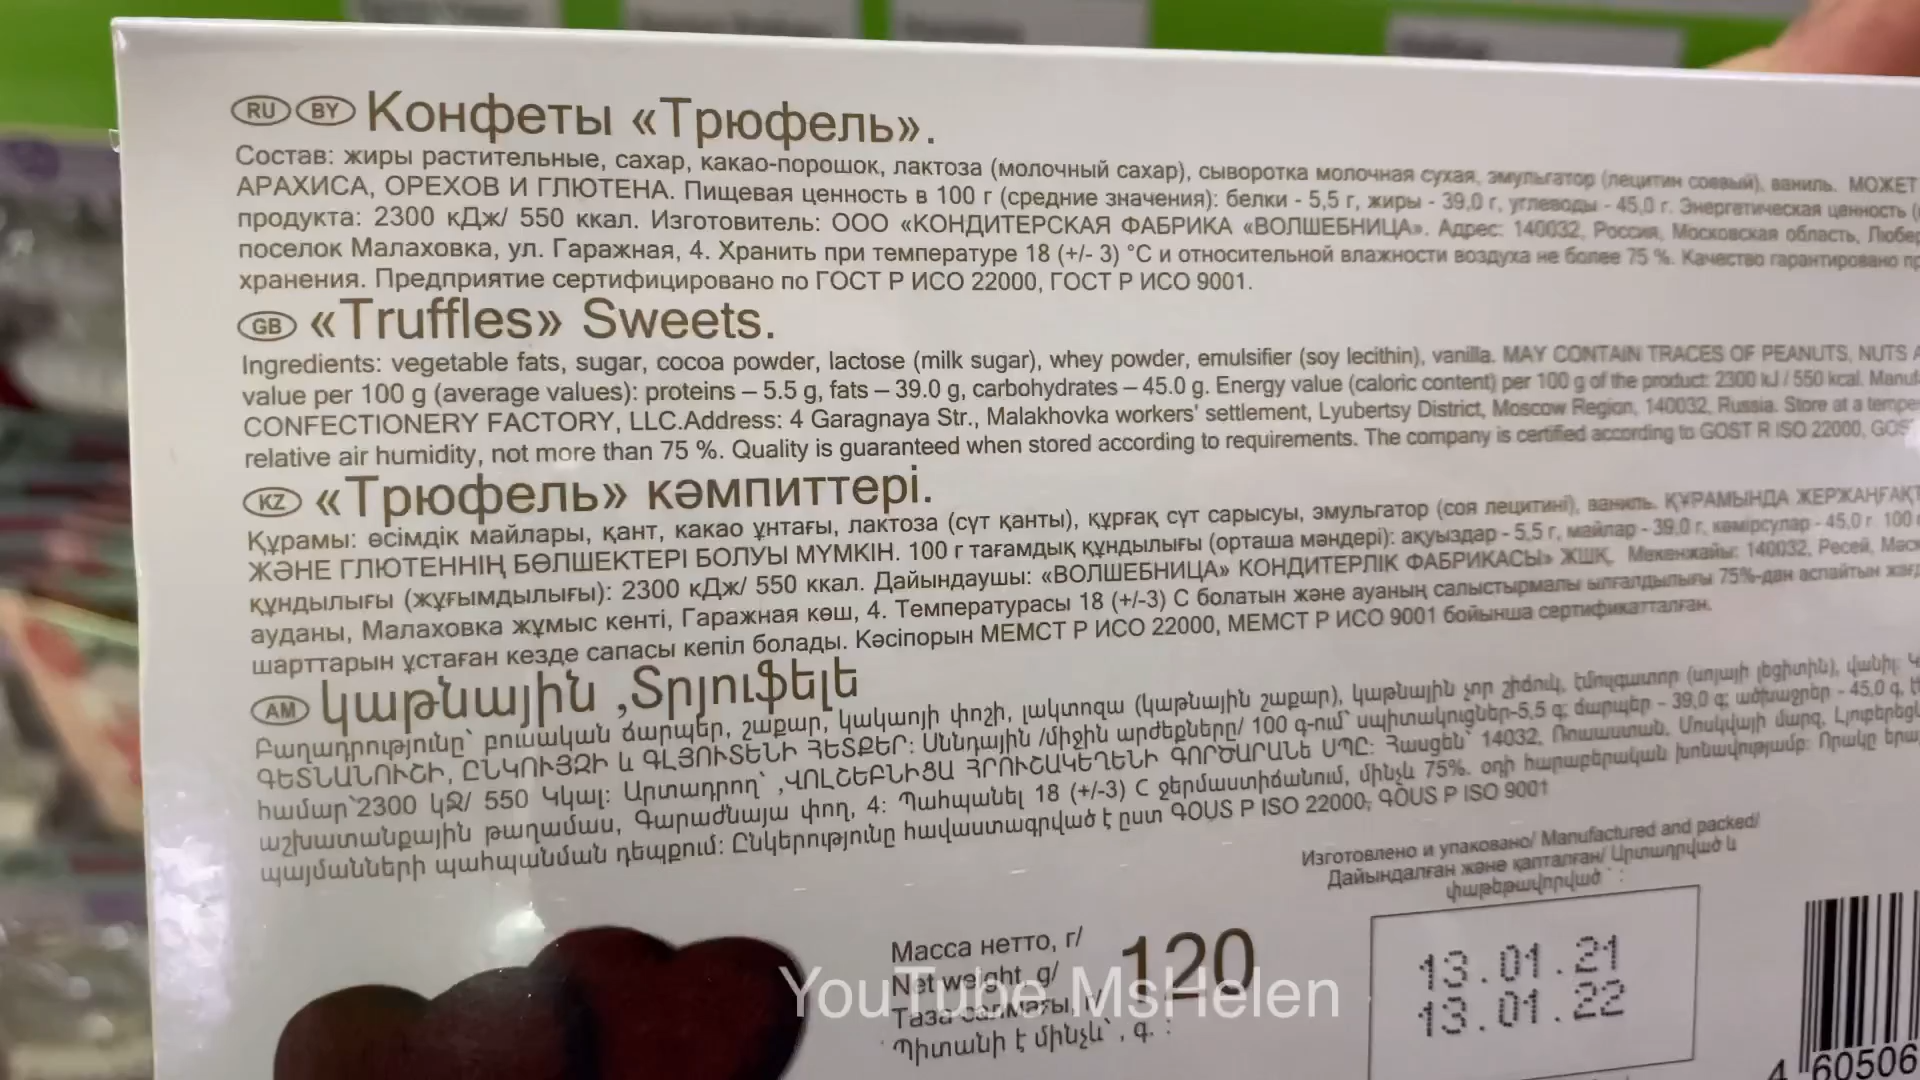 RU BY Конфеты «Трюфель».
Состав: жиры растительные, сахар, какао-порошок, лактоза (молочный сахар), сыворотка молочная сухая, эмульгатор (лецитин соевый), ваниль. МОЖЕТ
АРАХИСА, ОРЕХОВ И ГЛЮТЕНА. Пищевая ценность в 100 г (средние значения): белки - 5,5 г, жиры - 39,0 г, углеводы - 45,0 г. Энергетическая ценность
продукта: 2300 кДж/ 550 ккал. Изготовитель: ООО «КОНДИТЕРСКАЯ ФАБРИКА «ВОЛШЕБНИЦА». Адрес: 140032, Россия, Московская область,
поселок Малаховка, ул. Гаражная, 4. Хранить при температуре 18 (+/- 3) °С и относительной влажности воздуха не более 75 %. Качество гарантировано
хранения. Предприятие сертифицировано по ГОСТ Р ИСО 22000, ГОСТ Р ИСО 9001.
GB «Truffles» Sweets.
Ingredients: vegetable fats, sugar, cocoa powder, lactose (milk sugar), whey powder, emulsifier (soy lecithin), vanilla. MAY CONTAIN TRACES OF PEANUTS, NUTS
value per 100 g (average values): proteins – 5.5 g, fats – 39.0 g, carbohydrates – 45.0 g. Energy value (caloric content) per 100 g of the product: 2300 kJ / 550 kcal.
CONFECTIONERY FACTORY, LLC.Address: 4 Garagnaya Str., Malakhovka workers' settlement, Lyubertsy District, Moscow Region, 140032, Russia. Store at a
relative air humidity, not more than 75 %. Quality is guaranteed when stored according to requirements. The company is certified according to GOST R ISO 22000,
KZ «Трюфель» кәмпиттері.
Құрамы: өсімдік майлары, қант, какао ұнтағы, лактоза (сүт қанты), құрғақ сүт сарысуы, эмульгатор (соя лецитині), ваниль. ҚҰРАМЫНДА
ЖӘНЕ ГЛЮТЕННІҢ БӨЛШЕКТЕРІ БОЛУЫ МҮМКІН. 100 г тағамдық құндылығы (орташа мәндері): ақуыздар - 5,5 г, майлар - 39,0 г, көмірсулар - 45,0 г. 100
құндылығы (жұғымдылығы): 2300 кДж/ 550 ккал. Дайындаушы: «ВОЛШЕБНИЦА» КОНДИТЕРЛІК ФАБРИКАСЫ» ЖШҚ, Мекенжайы: 140032, Ресей,
ауданы, Малаховка жұмыс кенті, Гаражная көш, 4. Температурасы 18 (+/-3) С болатын және ауаның салыстырмалы ылғалдылығы 75%-дан аспайтын
шарттарын ұстаған кезде сапасы кепіл болады. Кәсіпорын МЕМСТ Р ИСО 22000, МЕМСТ Р ИСО 9001 бойынша сертификатталған.
AM կաթնային ,Տրյուֆելե
Բաղադրությունը՝ բուսական ճարպեր, շաքար, կակաոյի փոշի, լակտոզա (կաթնային շաքար), կաթնային չոր շիճուկ, էմուլգատոր (սոյայի լեցիտին), վանիլ:
ԳԵՏՆԱՆՈՒՇԻ, ԸՆԿՈՒՅԶԻ և ԳԼՅՈՒՏԵՆԻ ՀԵՏՔԵՐ: Սննդային /միջին արժեքները/ 100 գ-ում՝ սպիտակուցներ-5,5 գ; ճարպեր - 39,0 գ; ածխաջրեր - 45,0 գ,
համար՝2300 կՋ/ 550 Կկալ: Արտադրող՝ ,ՎՈԼՇԵԲՆԻՑԱ ՀՐՈՒՇԱԿԵՂԵՆԻ ԳՈՐԾԱՐԱՆե ՍՊԸ: Հասցեն՝ 14032, Ռուսաստան, Մոսկվայի մարզ,
աշխատանքային թաղամաս, Գարաժնայա փող, 4: Պահպանել 18 (+/-3) C ջերմաստիճանում, մինչև 75%. օդի հարաբերական խոնավությամբ: Որակը
պայմանների պահպանման դեպքում: Ընկերությունը հավաստագրված է ըստ ԳՕՍՏ Р ISO 22000, ԳՕՍՏ Р ISO 9001
Изготовлено и упаковано/ Manufactured and packed/
Дайындалған және қапталған/ Արտադրված և
փաթեթավորված ՝ :
Масса нетто, г/
Net weight, g/
Таза салмағы, г/
Պիտանի է մինչև՝ , գ. :
120
13.01.21
13.01.22
4 60506
YouTube MsHelen